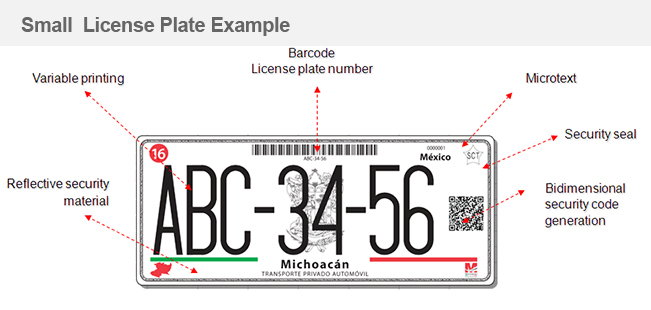 Small License Plate Example
Barcode
License plate number
Variable printing
Microtext
Security seal
Reflective security
material
Bidimensional
security code
generation
16
ABC-34-56
0000001
México
SCT
ABC-34-56
Michoacán
TRANSPORTE PRIVADO AUTOMÓVIL